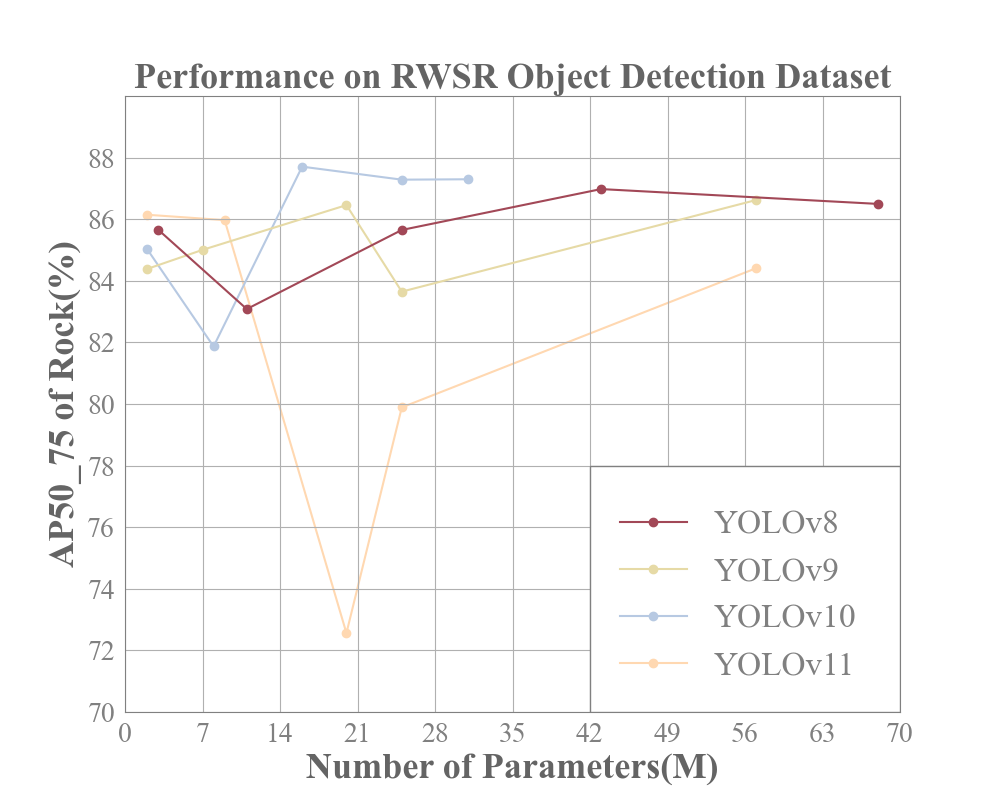 Performance on RWSR Object Detection Dataset
AP50_75 of Rock(%)
88
86
84
82
80
78
76
74
72
70
0 7 14 21 28 35 42 49 56 63 70
Number of Parameters(M)
YOLOv8
YOLOv9
YOLOv10
YOLOv11